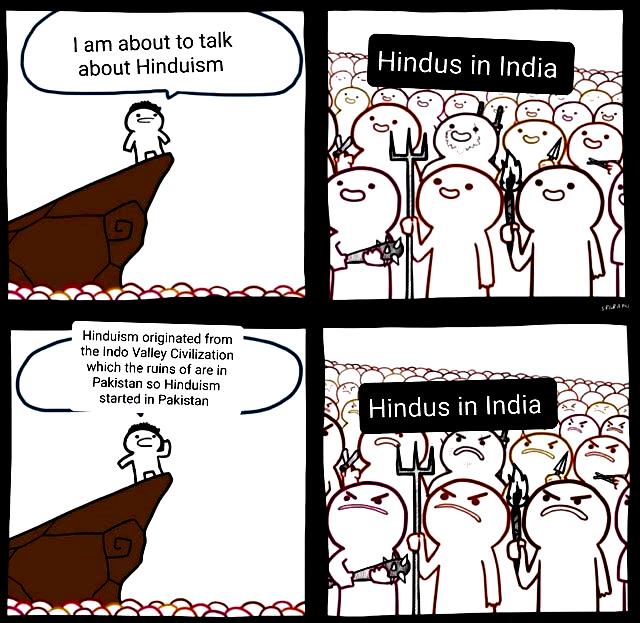 I am about to talk
about Hinduism
Hindus in India
Hinduism originated from
the Indo Valley Civilization
which the ruins of are in
Pakistan so Hinduism
started in Pakistan
Hindus in India